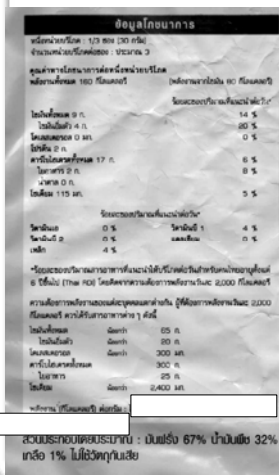 ข้อมูลโภชนาการ
หนึ่งหน่วยบริโภค : 1/3 ซอง (30 กรัม)
จำนวนหน่วยบริโภคต่อซอง : ประมาณ 3
คุณค่าทางโภชนาการต่อหนึ่งหน่วยบริโภค
พลังงานทั้งหมด 160 กิโลแคลอรี (พลังงานจากไขมัน 80 กิโลแคลอรี)
ร้อยละของปริมาณที่แนะนำต่อวัน*
ไขมันทั้งหมด 9 ก. 14 %
ไขมันอิ่มตัว 4 ก. 20 %
โคเลสเตอรอล 0 มก. 0 %
โปรตีน 2 ก.
คาร์โบไฮเดรตทั้งหมด 17 ก. 6 %
ใยอาหาร 2 ก. 8 %
น้ำตาล 0 ก.
โซเดียม 115 มก. 5 %
ร้อยละของปริมาณที่แนะนำต่อวัน*
วิตามินเอ 0 % วิตามินบี 1 4 %
วิตามินบี 2 0 % แคลเซียม 0 %
เหล็ก 4 %
*ร้อยละของปริมาณสารอาหารที่แนะนำให้บริโภคต่อวันสำหรับคนไทยอายุตั้งแต่
6 ปีขึ้นไป (Thai RDI) โดยคิดจากความต้องการพลังงานวันละ 2,000 กิโลแคลอรี
ความต้องการพลังงานของแต่ละบุคคลแตกต่างกัน ผู้ที่ต้องการพลังงานวันละ 2,000
กิโลแคลอรี ควรได้รับสารอาหารต่าง ๆ ดังนี้
ไขมันทั้งหมด น้อยกว่า 65 ก.
ไขมันอิ่มตัว น้อยกว่า 20 ก.
โคเลสเตอรอล น้อยกว่า 300 มก.
คาร์โบไฮเดรตทั้งหมด 300 ก.
ใยอาหาร 25 ก.
โซเดียม น้อยกว่า 2,400 มก.
พลังงาน (กิโลแคลอรี) ต่อกรัม :
ส่วนประกอบโดยประมาณ : มันฝรั่ง 67% น้ำมันพืช 32%
เกลือ 1% ไม่ใช้วัตถุกันเสีย